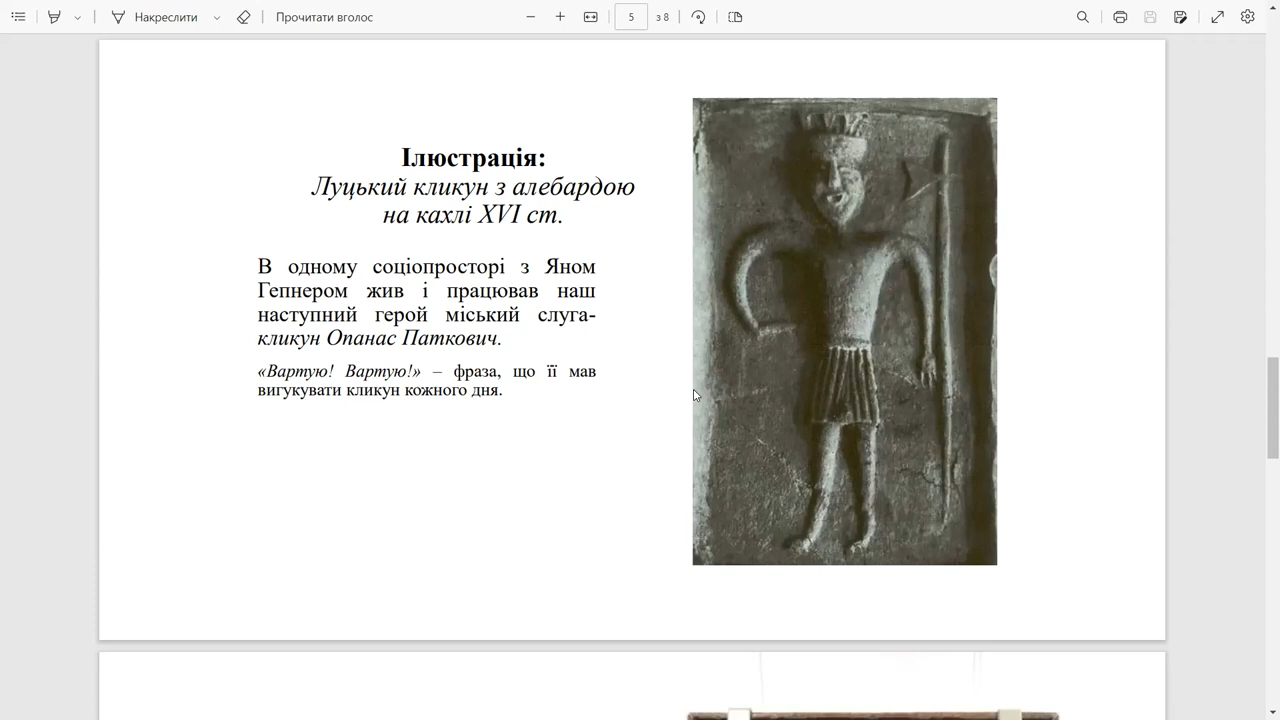 Накреслити
Прочитати вголос
5
з 8
Ілюстрація:
Луцький кликун з алебардою
на кахлі XVI ст.
В одному соціопросторі з Яном
Гепнером жив і працював наш
наступний герой міський слуга-
кликун Опанас Паткович.
«Вартую! Вартую!» – фраза, що її мав
вигукувати кликун кожного дня.